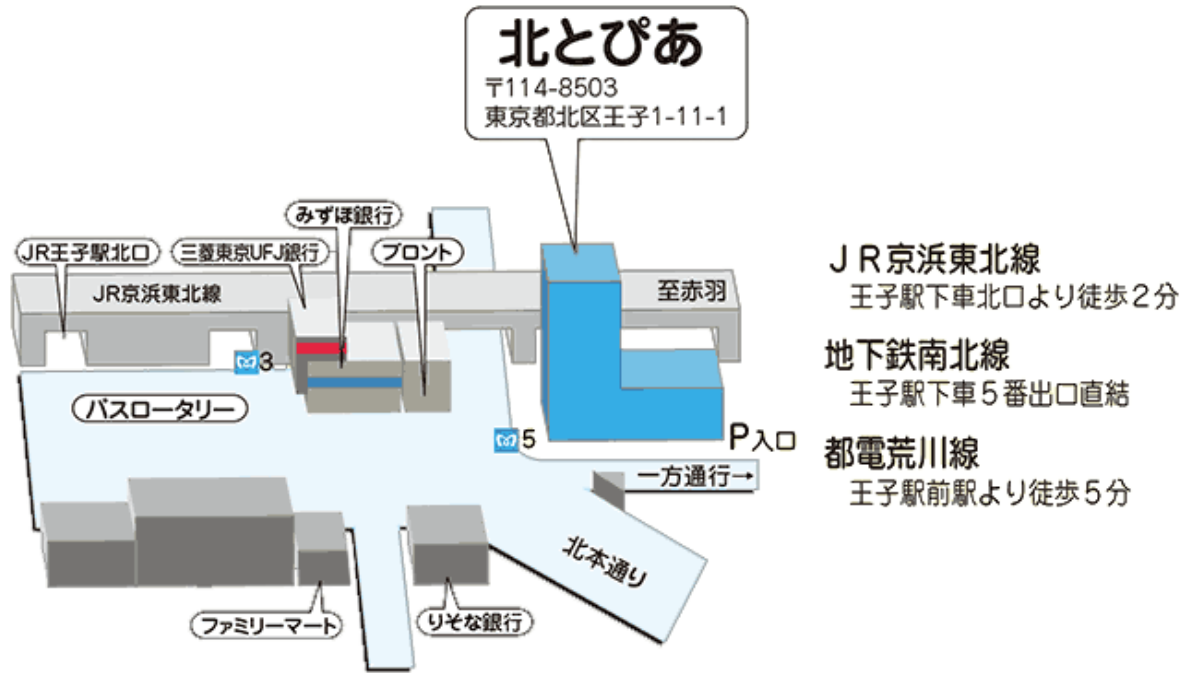 北とぴあ
〒114-8503
東京都北区王子1-11-1
みずほ銀行
JR王子駅北口
三菱東京UFJ銀行
プロント
JR京浜東北線
至赤羽
3
バスロータリー
5
P入口
一方通行→
北本通り
ファミリーマート
りそな銀行
JR京浜東北線
王子駅下車北口より徒歩2分
地下鉄南北線
王子駅下車5番出口直結
都電荒川線
王子駅前駅より徒歩5分